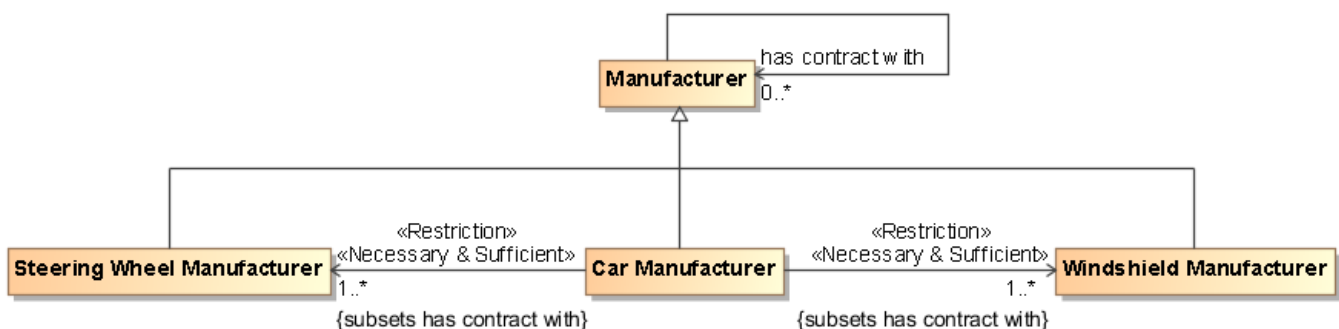 has contract with
Manufacturer
0..*
«Restriction»
«Necessary & Sufficient»
«Restriction»
«Necessary & Sufficient»
Steering Wheel Manufacturer
Car Manufacturer
Windshield Manufacturer
1..*
1..*
{subsets has contract with}
{subsets has contract with}